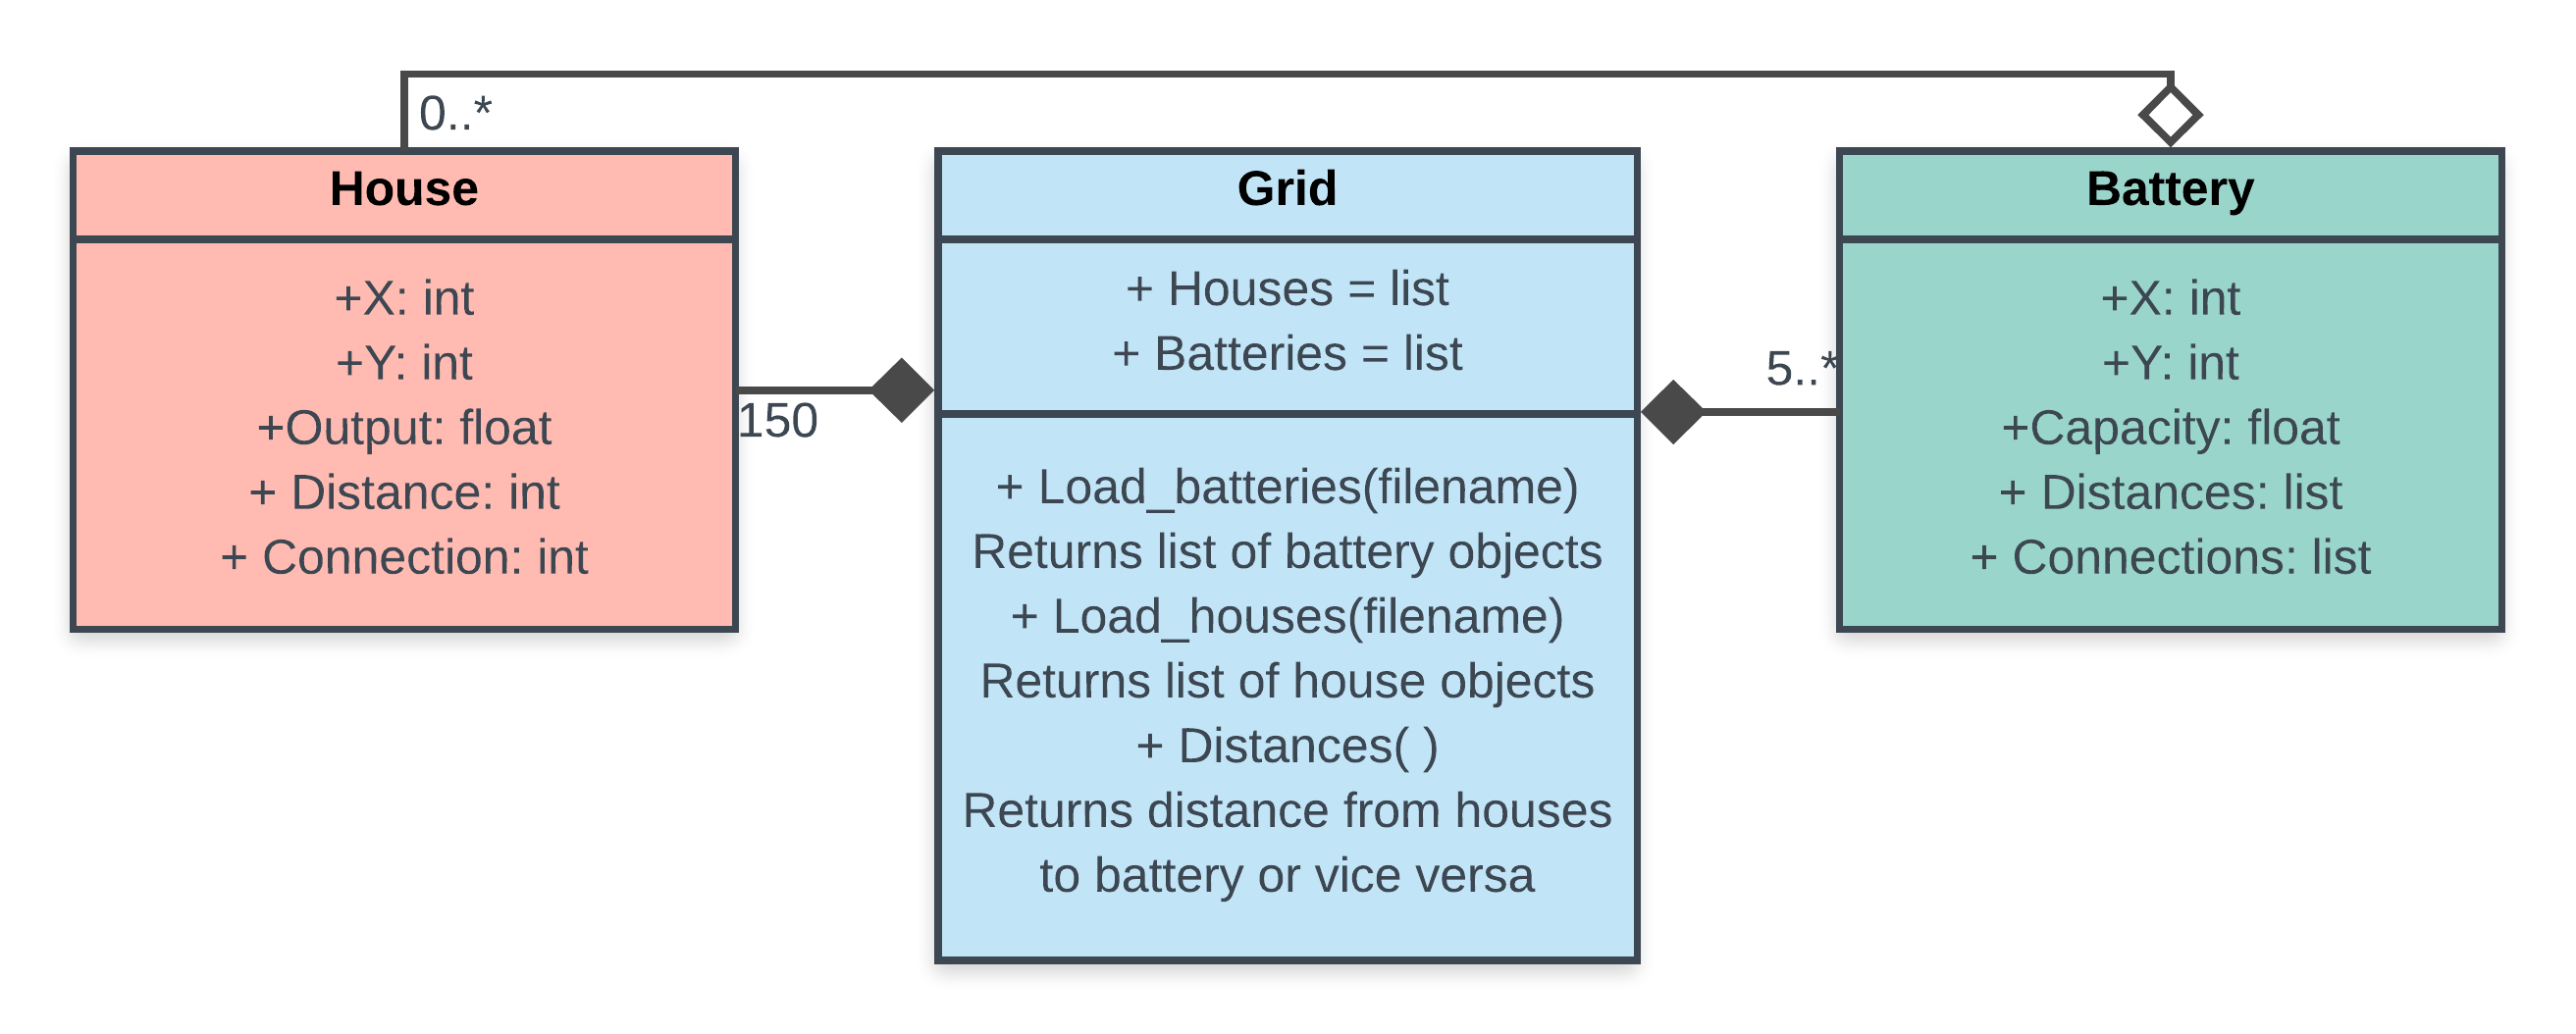 0..*
House
+X: int
+Y: int
+Output: float
+ Distance: int
+ Connection: int
150
Grid
+ Houses = list
+ Batteries = list
+ Load_batteries(filename)
Returns list of battery objects
+ Load_houses(filename)
Returns list of house objects
+ Distances( )
Returns distance from houses
to battery or vice versa
5..*
Battery
+X: int
+Y: int
+Capacity: float
+ Distances: list
+ Connections: list